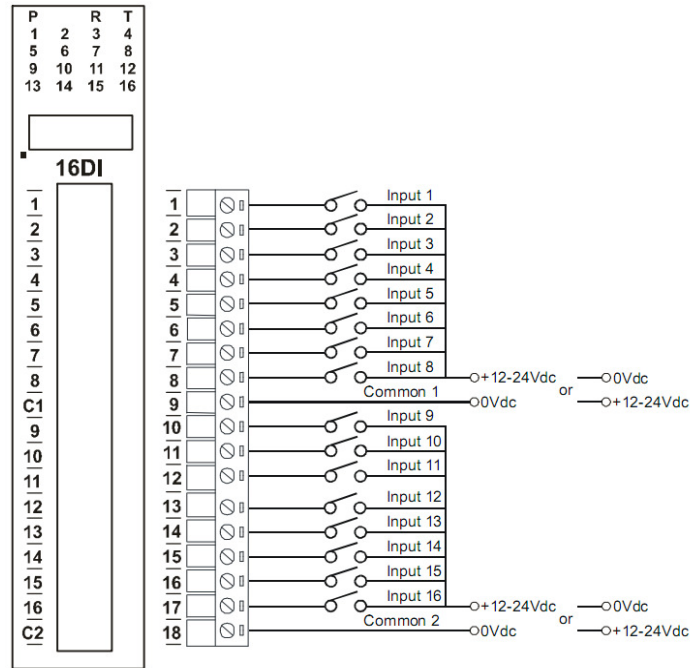 P R T
1 2 3 4
5 6 7 8
9 10 11 12
13 14 15 16
16DI
1
2
3
4
5
6
7
8
C1
9
10
11
12
13
14
15
16
C2
1 Input 1
2 Input 2
3 Input 3
4 Input 4
5 Input 5
6 Input 6
7 Input 7
8 Input 8 +12-24Vdc or 0Vdc
9 Common 1 0Vdc +12-24Vdc
10 Input 9
11 Input 10
12 Input 11
13 Input 12
14 Input 13
15 Input 14
16 Input 15
17 Input 16 +12-24Vdc or 0Vdc
18 Common 2 0Vdc +12-24Vdc